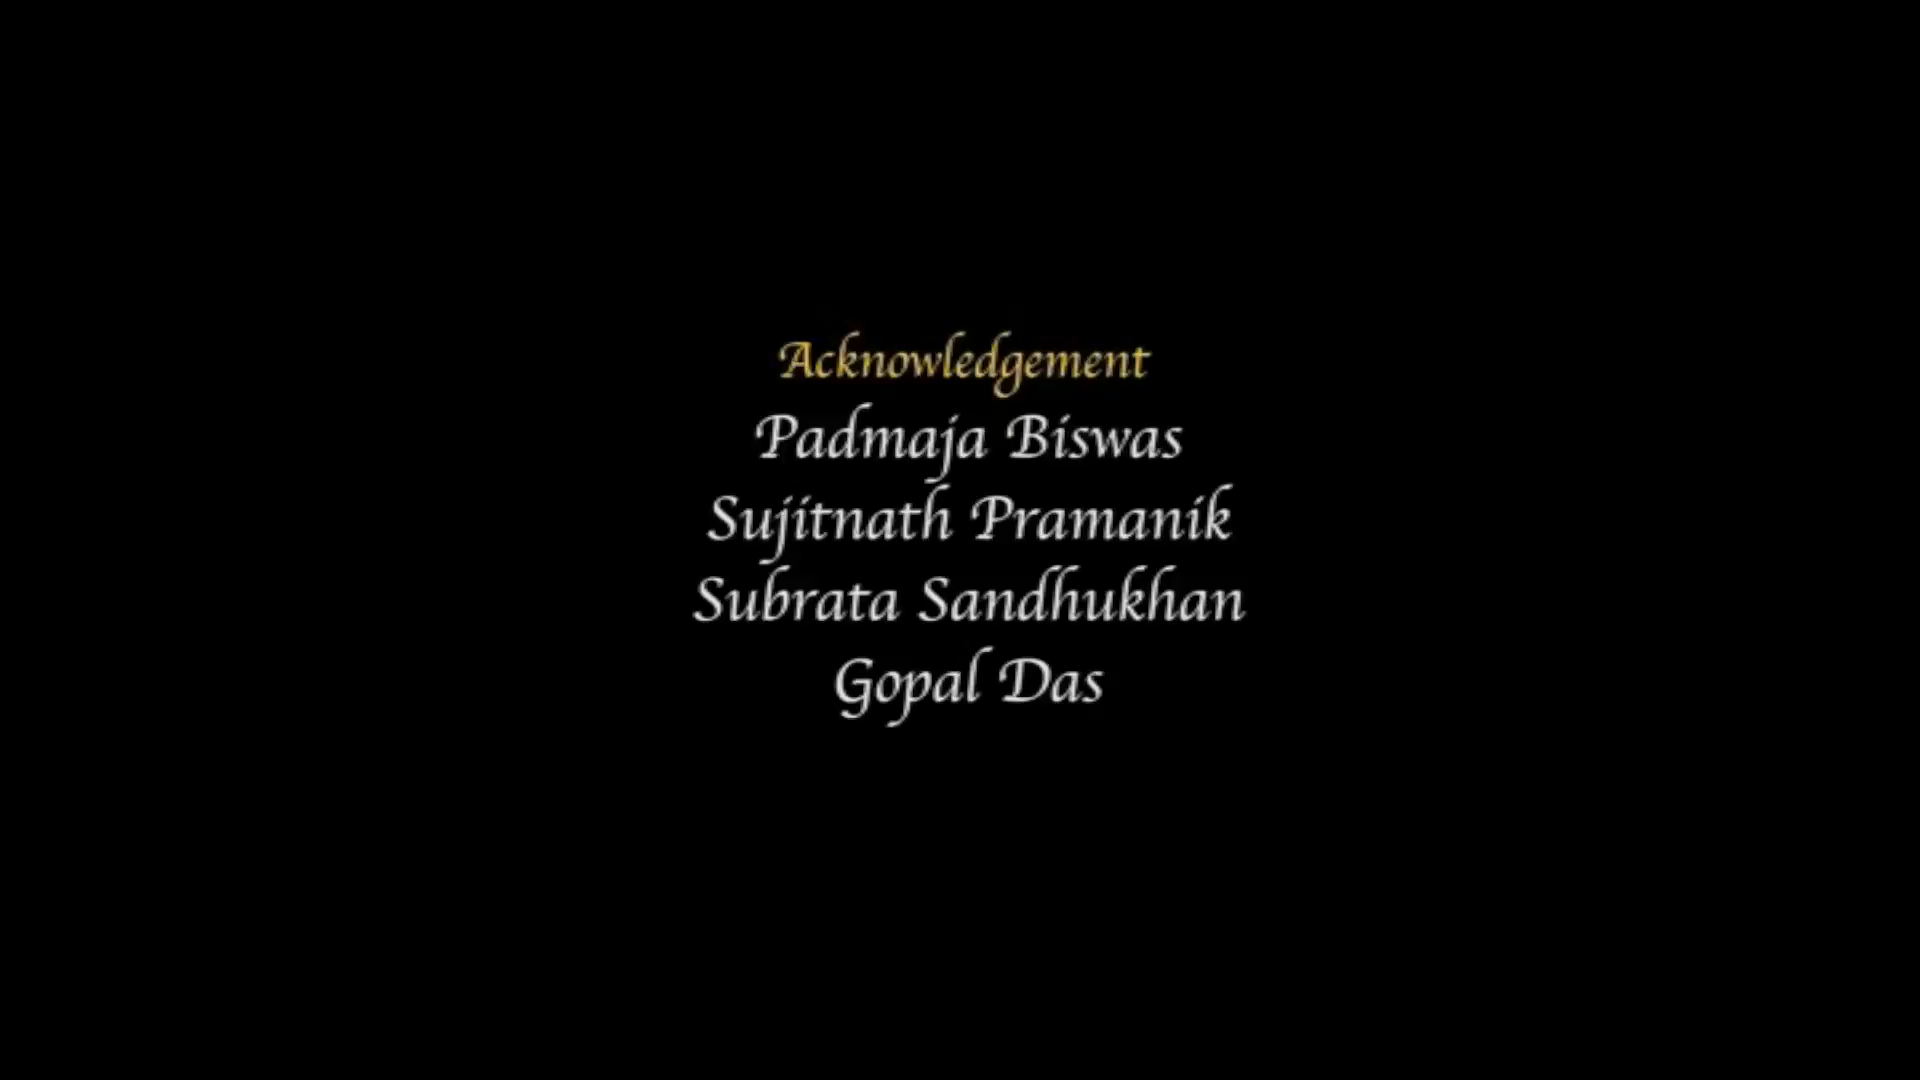 Acknowledgement
Padmaja Biswas
Sujitnath Pramanik
Subrata Sandhukhan
Gopal Das